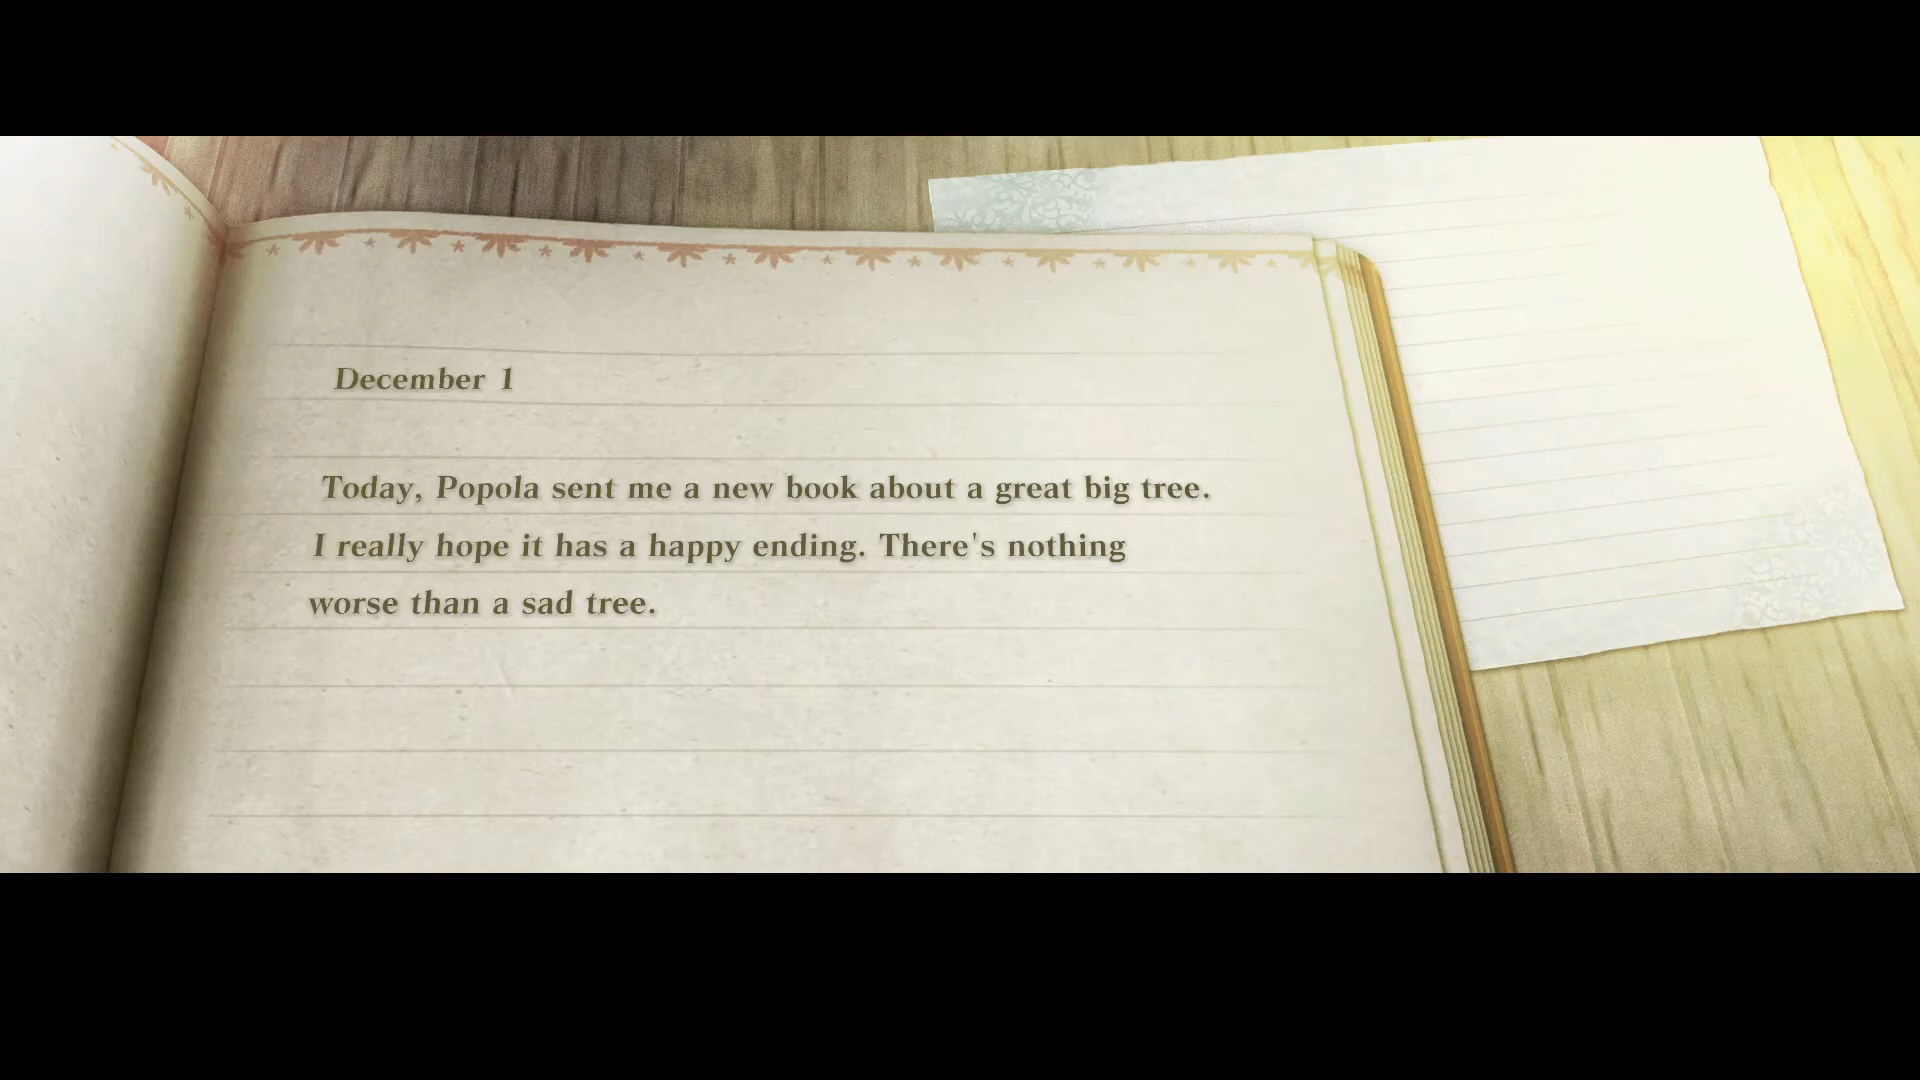 December 1
Today, Popola sent me a new book about a great big tree.
I really hope it has a happy ending. There's nothing
worse than a sad tree.